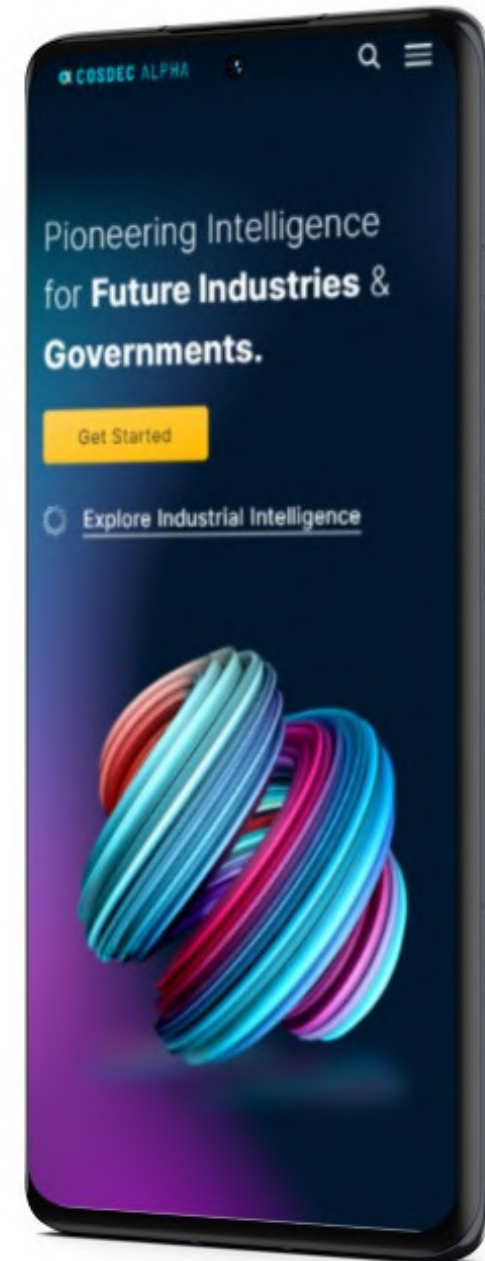 COSDEC ALPHA
Pioneering Intelligence
for Future Industries &
Governments.
Get Started
Explore Industrial Intelligence